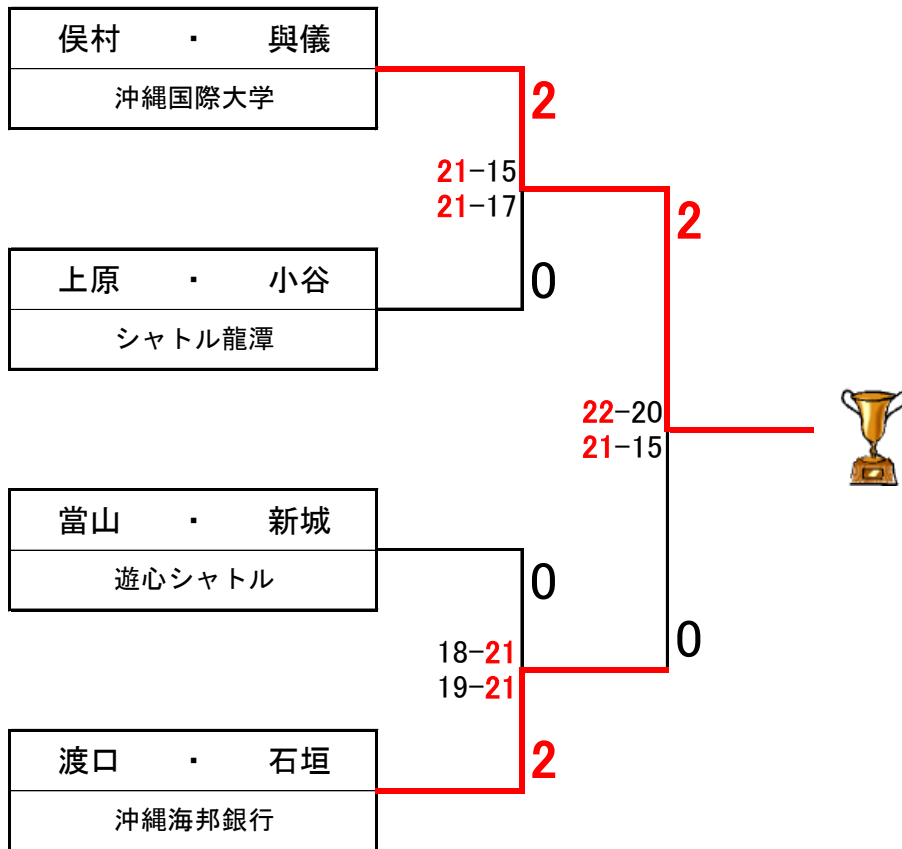 俣村 ・ 與儀
沖縄国際大学
2
21-15
21-17
2
上原 ・ 小谷
シャトル龍潭
0
22-20
21-15
當山 ・ 新城
遊心シャトル
0
18-21
19-21
0
渡口 ・ 石垣
沖縄海邦銀行
2